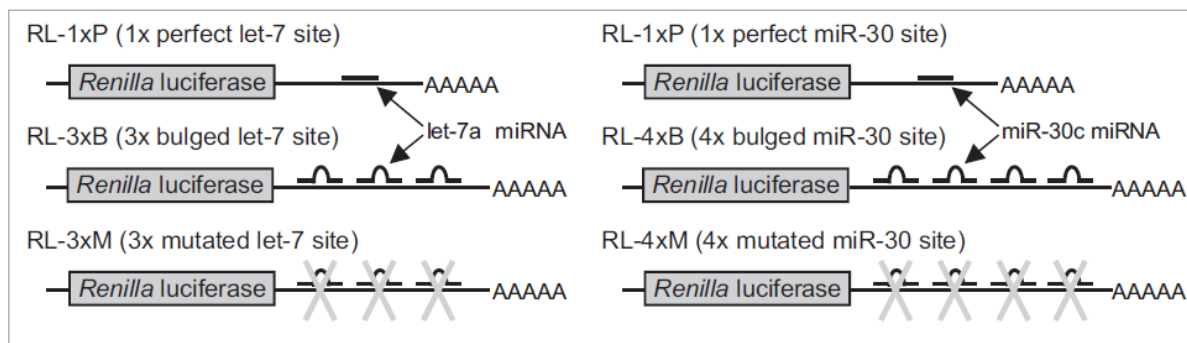 RL-1xP (1x perfect let-7 site)
Renilla luciferase
AAAAA
let-7a miRNA
RL-3xB (3x bulged let-7 site)
Renilla luciferase
AAAAA
RL-3xM (3x mutated let-7 site)
Renilla luciferase
AAAAA
RL-1xP (1x perfect miR-30 site)
Renilla luciferase
AAAAA
miR-30c miRNA
RL-4xB (4x bulged miR-30 site)
Renilla luciferase
AAAAA
RL-4xM (4x mutated miR-30 site)
Renilla luciferase
AAAAA